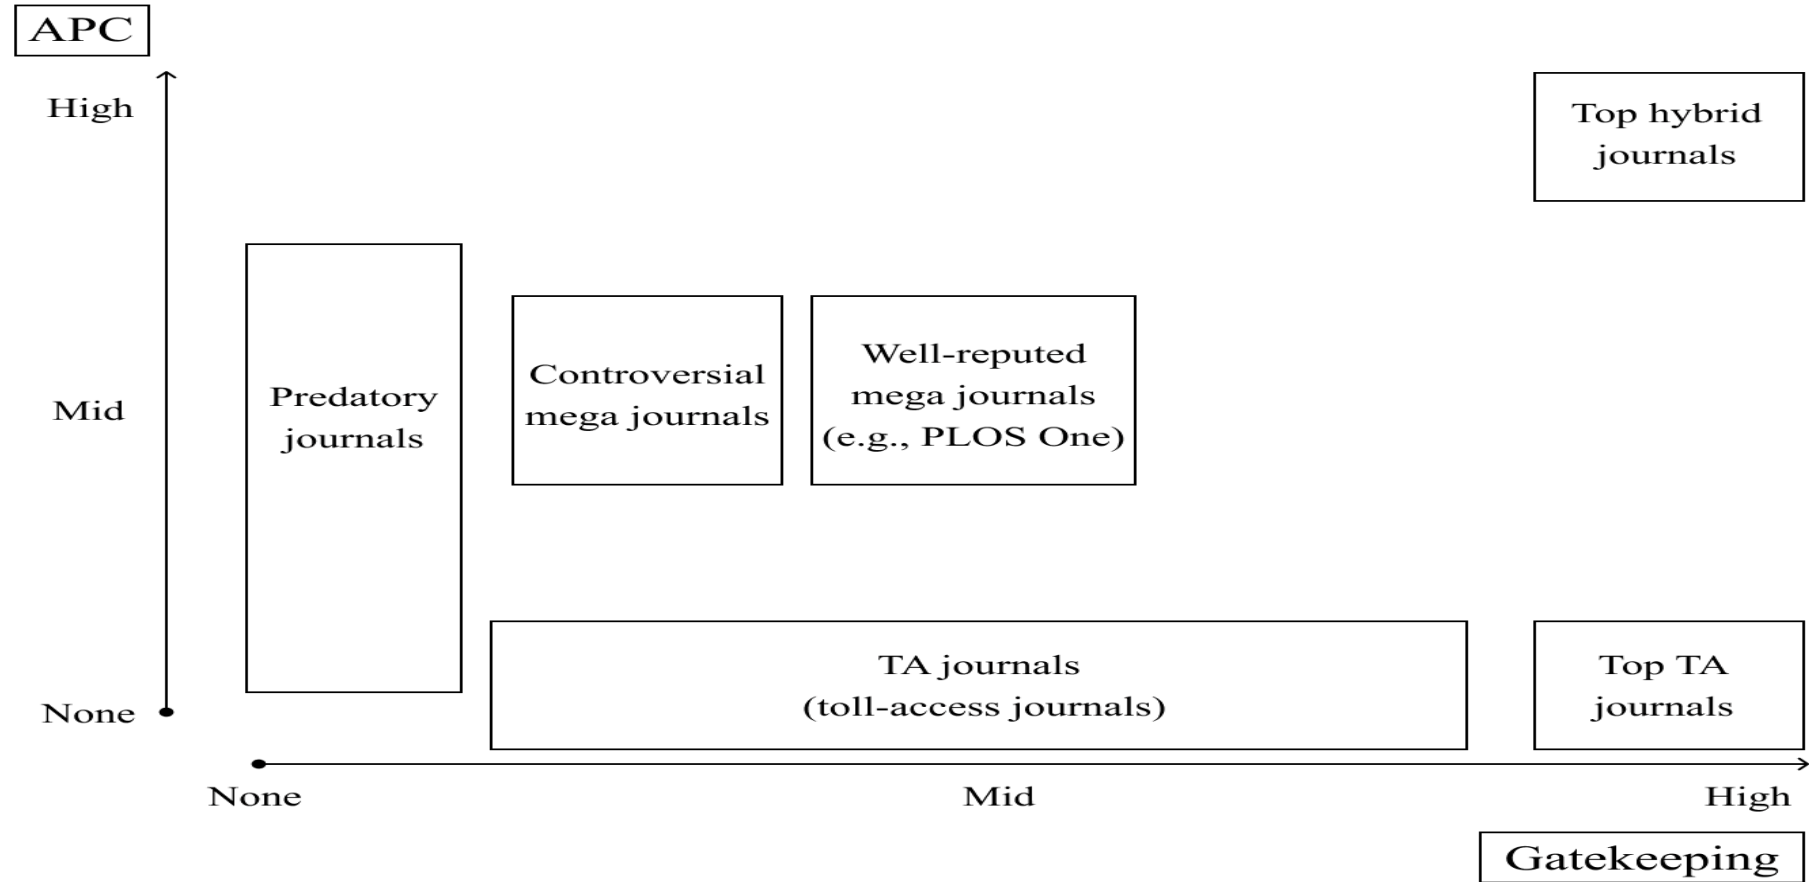 APC
High
Top hybrid
journals
Well-reputed
mega journals
(e.g., PLOS One)
Controversial
mega journals
Predatory
journals
Mid
TA journals
(toll-access journals)
Top TA
journals
None
None
Mid
High
Gatekeeping